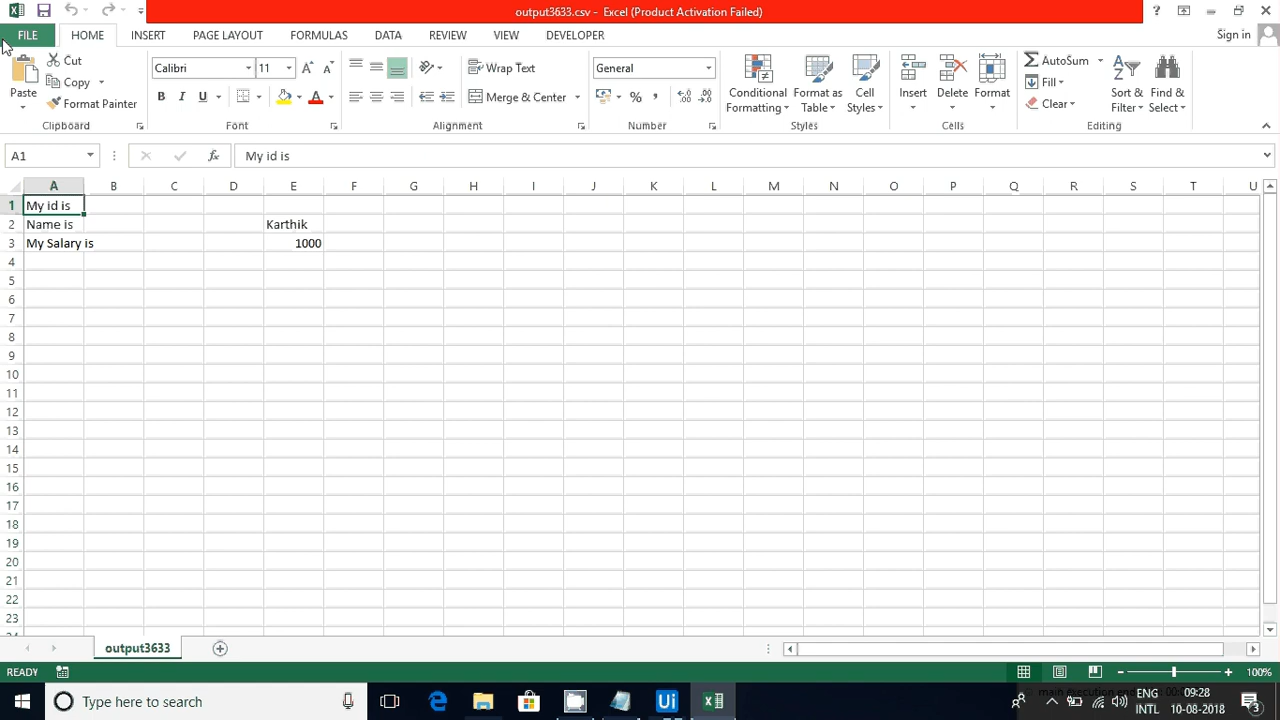 output3633.csv - Excel (Product Activation Failed)
FILE HOME INSERT PAGE LAYOUT FORMULAS DATA REVIEW VIEW DEVELOPER Sign in
Paste
Cut
Copy
Format Painter
Clipboard
Calibri 11
B I U A
Font
Wrap Text
Merge & Center
Alignment
General
%
Number
Conditional Formatting
Format as Table
Cell Styles
Styles
Insert
Delete
Format
Cells
AutoSum
Fill
Clear
Sort & Filter
Find & Select
Editing
A1 fx My id is
A B C D E F G H I J K L M N O P Q R S T U
1 My id is
2 Name is Karthik
3 My Salary is 1000
4
5
6
7
8
9
10
11
12
13
14
15
16
17
18
19
20
21
22
23
24
output3633
READY 100%
Type here to search
Ui
ENG
INTL
09:28
10-08-2018
3